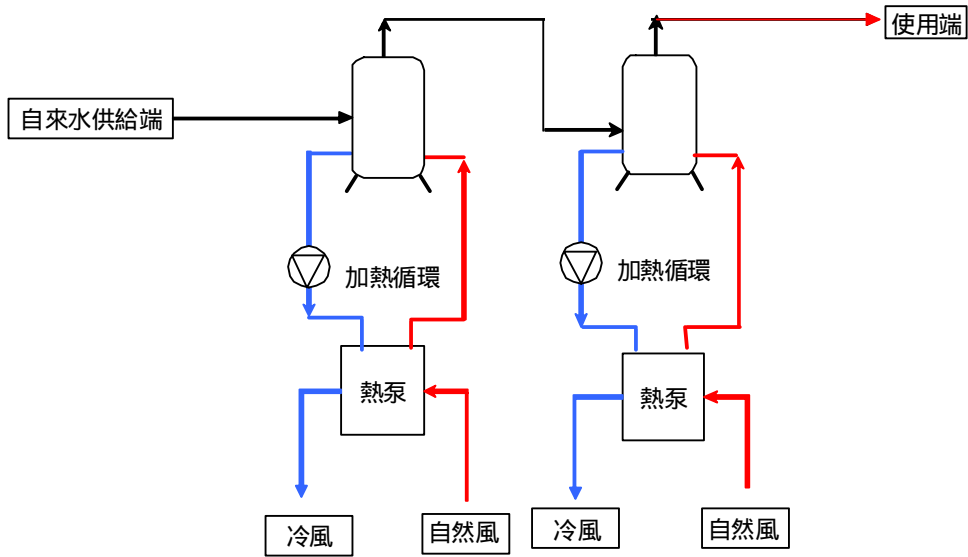 使用端
自來水供給端
加熱循環
加熱循環
熱泵
熱泵
冷風
自然風
冷風
自然風